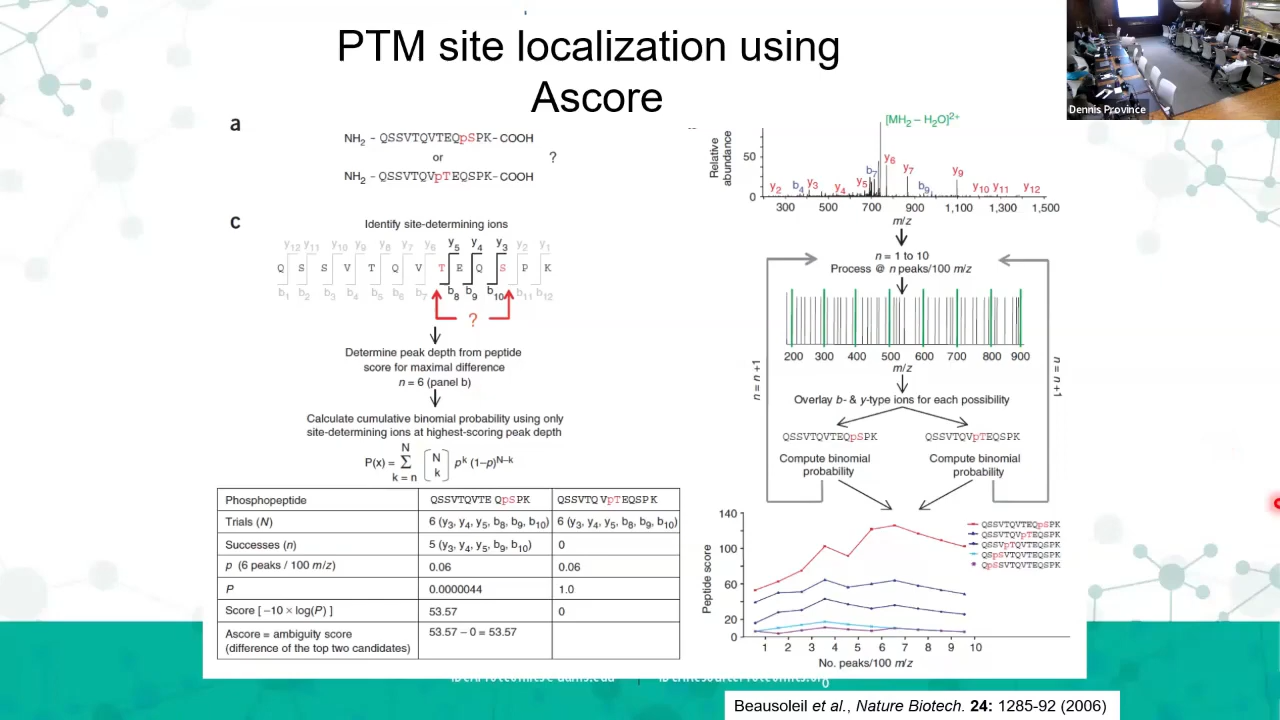 PTM site localization using
Ascore
Dennis Province
a
NH2 - QSSVTQVTEQpSPK-COOH
or
?
NH2 - QSSVTQVpTEQSPK-COOH
c
Identify site-determining ions
y12 y11 y10 y9 y8 y7 y6 y5 y4 y3 y2 y1
Q S S V T Q V T E Q S P K
b1 b2 b3 b4 b5 b6 b7 b8 b9 b10 b11 b12
?
Determine peak depth from peptide
score for maximal difference
n = 6 (panel b)
Calculate cumulative binomial probability using only
site-determining ions at highest-scoring peak depth
P(x) = N Σ k = n [N k] p^k (1–p)^N–k
Phosphopeptide QSSVTQVTE QpSPK QSSVTQ VpTEQSP K
Trials (N) 6 (y3, y4, y5, b8, b9, b10) 6 (y3, y4, y5, b8, b9, b10)
Successes (n) 5 (y3, y4, y5, b9, b10) 0
p (6 peaks / 100 m/z) 0.06 0.06
P 0.0000044 1.0
Score [ –10 × log(P) ] 53.57 0
Ascore = ambiguity score 53.57 – 0 = 53.57
(difference of the top two candidates)
[MH2 – H2O]2+
Relative
abundance
50
0
y2 b4 y3 y4 y5 b7 y6 y7 b9 y9 y10 y11 y12
300 500 700 900 1,100 1,300 1,500
m/z
n = 1 to 10
Process @ n peaks/100 m/z
200 300 400 500 600 700 800 900
m/z
n = n +1
n = n +1
Overlay b- & y-type ions for each possibility
QSSVTQVTEQpSPK QSSVTQVpTEQSPK
Compute binomial
probability
Compute binomial
probability
Peptide score
140
100
60
20
0
QSSVTQVTEQpSPK
QSSVTQVpTEQSPK
QSSVpTQVTEQSPK
QSpSVTQVTEQSPK
QpSSVTQVTEQSPK
1 2 3 4 5 6 7 8 9 10
No. peaks/100 m/z
Beausoleil et al., Nature Biotech. 24: 1285-92 (2006)